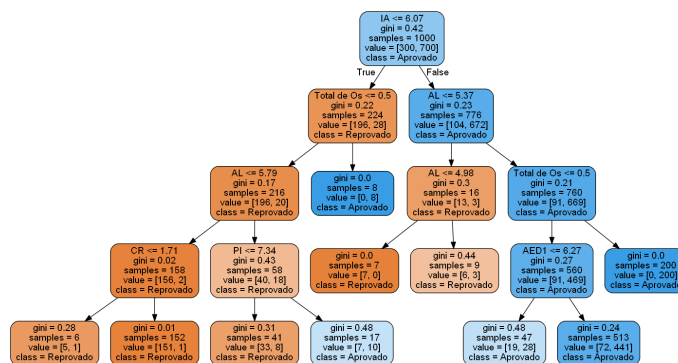 IA <= 6.07
gini = 0.42
samples = 1000
value = [300, 700]
class = Aprovado
True
False
Total de Os <= 0.5
gini = 0.22
samples = 224
value = [196, 28]
class = Reprovado
AL <= 5.37
gini = 0.23
samples = 776
value = [104, 672]
class = Aprovado
AL <= 5.79
gini = 0.17
samples = 216
value = [196, 20]
class = Reprovado
gini = 0.0
samples = 8
value = [0, 8]
class = Aprovado
AL <= 4.98
gini = 0.3
samples = 16
value = [13, 3]
class = Reprovado
Total de Os <= 0.5
gini = 0.21
samples = 760
value = [91, 669]
class = Aprovado
CR <= 1.71
gini = 0.02
samples = 158
value = [156, 2]
class = Reprovado
PI <= 7.34
gini = 0.43
samples = 58
value = [40, 18]
class = Reprovado
gini = 0.0
samples = 7
value = [7, 0]
class = Reprovado
gini = 0.44
samples = 9
value = [6, 3]
class = Reprovado
AED1 <= 6.27
gini = 0.27
samples = 560
value = [91, 469]
class = Aprovado
gini = 0.0
samples = 200
value = [0, 200]
class = Aprovado
gini = 0.28
samples = 6
value = [5, 1]
class = Reprovado
gini = 0.01
samples = 152
value = [151, 1]
class = Reprovado
gini = 0.31
samples = 41
value = [33, 8]
class = Reprovado
gini = 0.48
samples = 17
value = [7, 10]
class = Aprovado
gini = 0.48
samples = 47
value = [19, 28]
class = Aprovado
gini = 0.24
samples = 513
value = [72, 441]
class = Aprovado